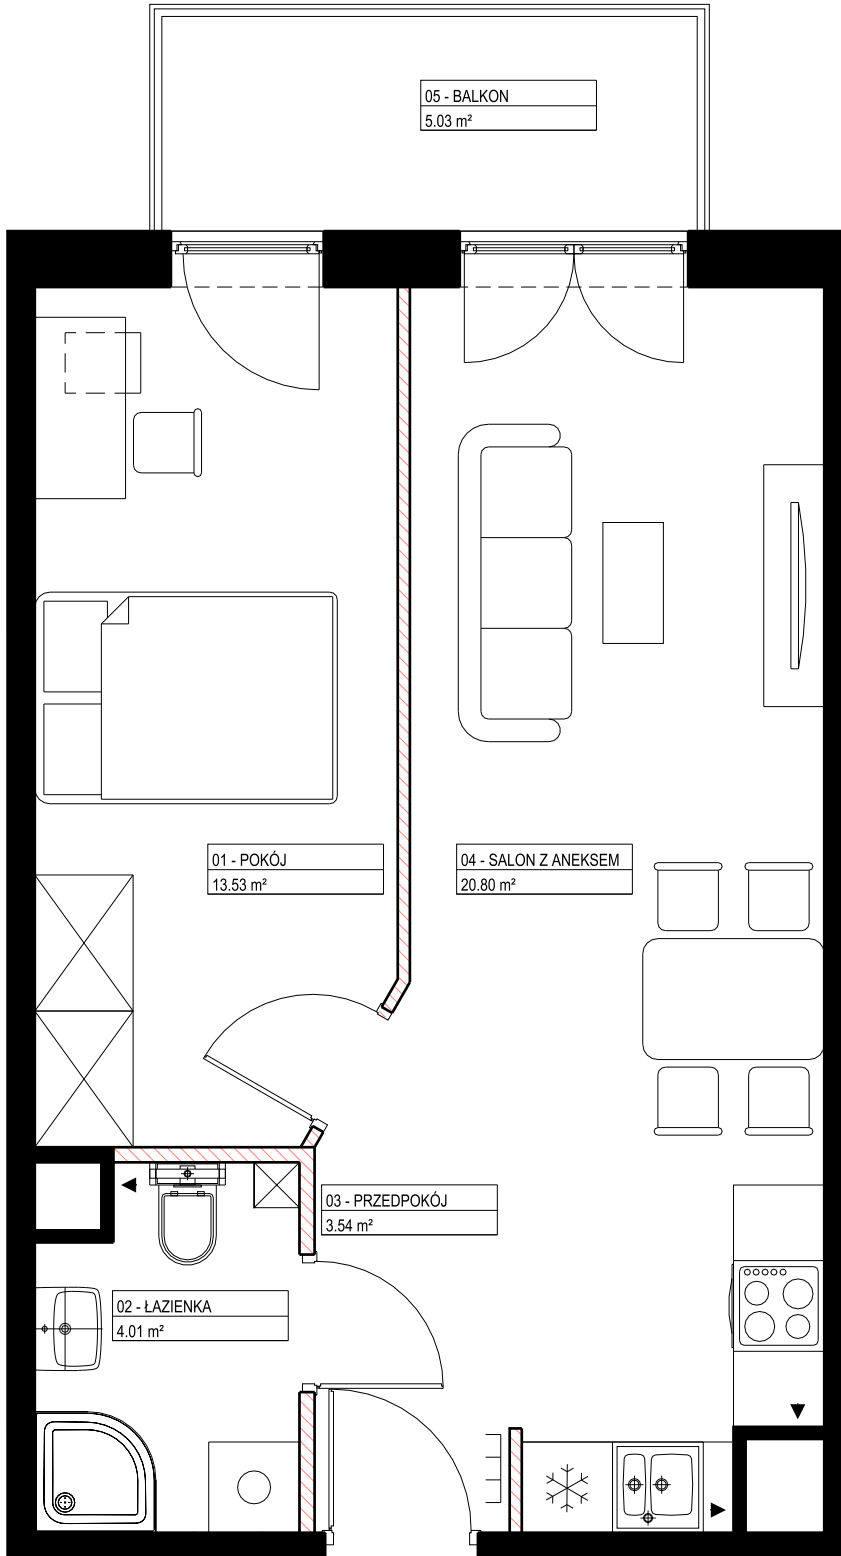 05 - BALKON
5.03 m²
01 - POKÓJ
13.53 m²
04 - SALON Z ANEKSEM
20.80 m²
03 - PRZEDPOKÓJ
3.54 m²
02 - ŁAZIENKA
4.01 m²